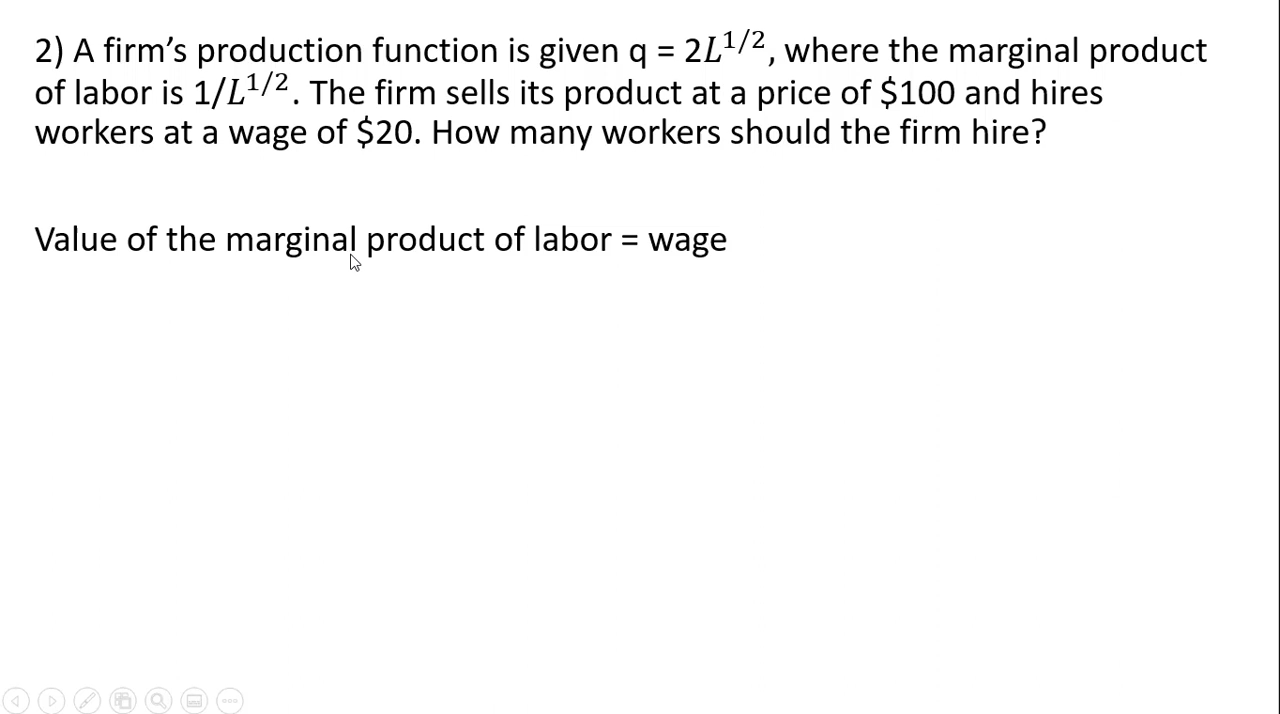 2) A firm’s production function is given q = 2L^{1/2}, where the marginal product
of labor is 1/L^{1/2}. The firm sells its product at a price of $100 and hires
workers at a wage of $20. How many workers should the firm hire?
Value of the marginal product of labor = wage